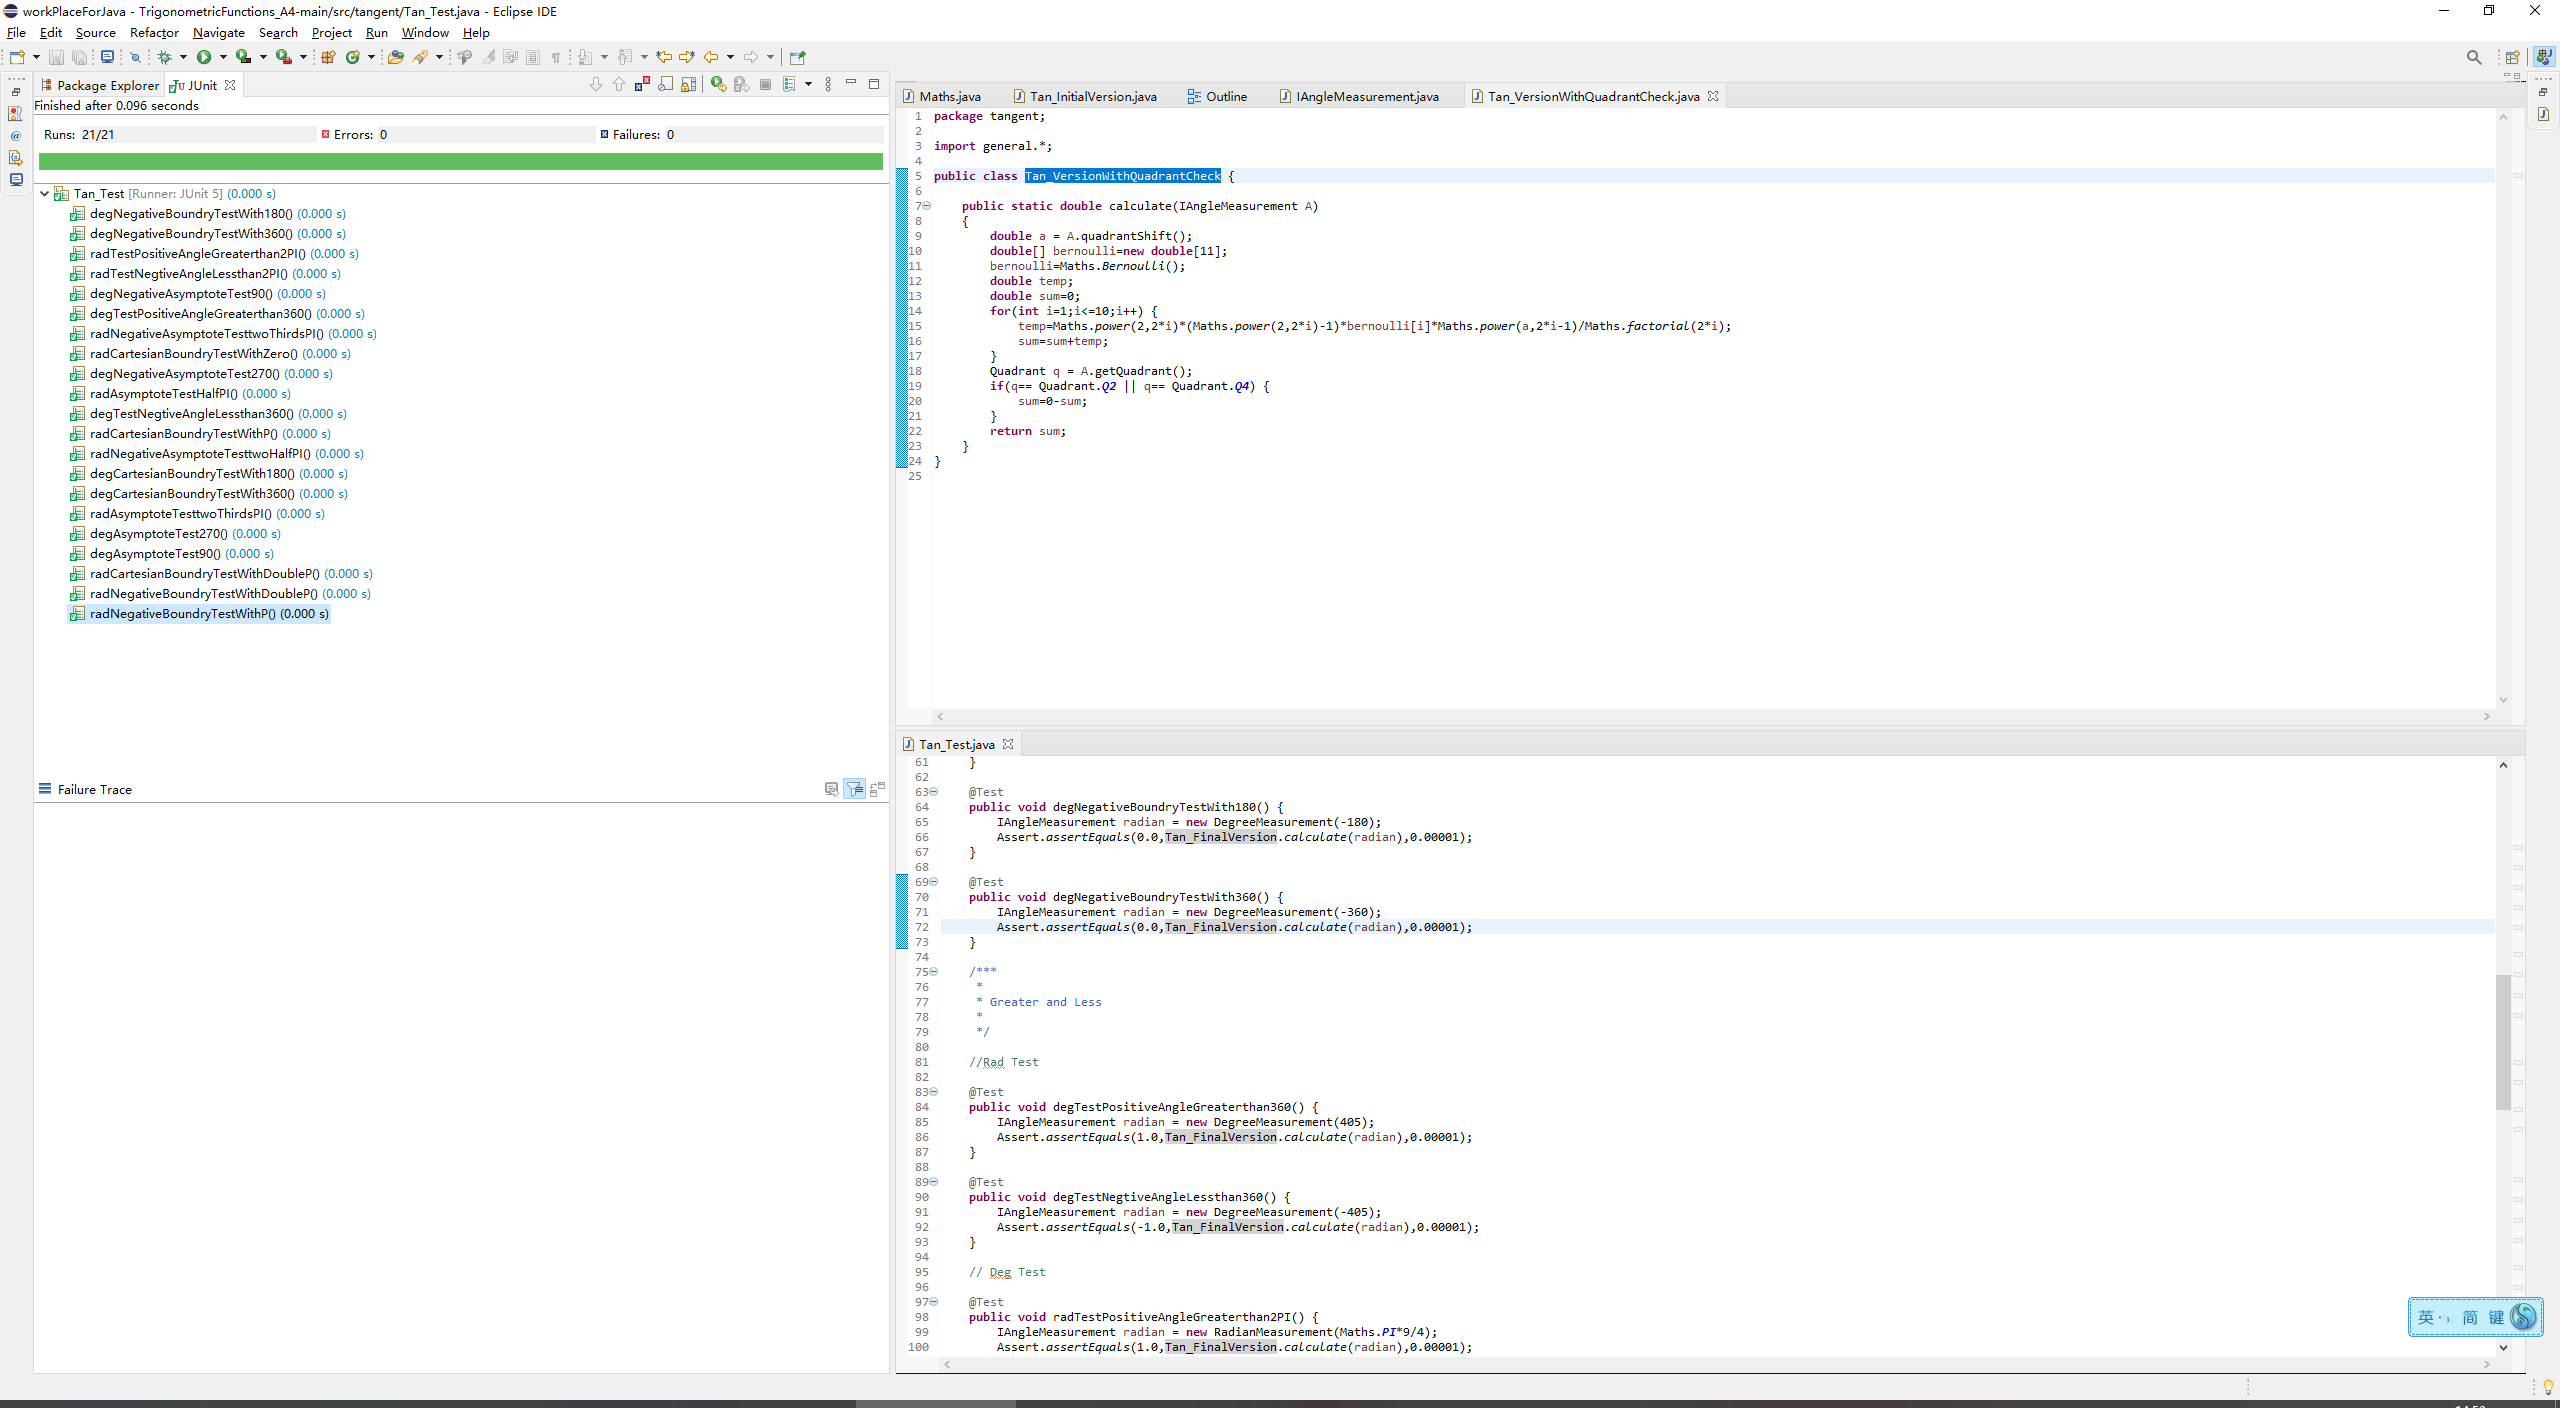 workPlaceForJava - TrigonometricFunctions_A4-main/src/tangent/Tan_Test.java - Eclipse IDE
File Edit Source Refactor Navigate Search Project Run Window Help
Package Explorer JUnit
Finished after 0.096 seconds
Runs: 21/21 Errors: 0 Failures: 0
Tan_Test [Runner: JUnit 5] (0.000 s)
degNegativeBoundryTestWith180() (0.000 s)
degNegativeBoundryTestWith360() (0.000 s)
radTestPositiveAngleGreaterthan2PI() (0.000 s)
radTestNegtiveAngleLessthan2PI() (0.000 s)
degNegativeAsymptoteTest90() (0.000 s)
degTestPositiveAngleGreaterthan360() (0.000 s)
radNegativeAsymptoteTesttwoThirdsPI() (0.000 s)
radCartesianBoundryTestWithZero() (0.000 s)
degNegativeAsymptoteTest270() (0.000 s)
radAsymptoteTestHalfPI() (0.000 s)
degTestNegtiveAngleLessthan360() (0.000 s)
radCartesianBoundryTestWithP() (0.000 s)
radNegativeAsymptoteTesttwoHalfPI() (0.000 s)
degCartesianBoundryTestWith180() (0.000 s)
degCartesianBoundryTestWith360() (0.000 s)
radAsymptoteTesttwoThirdsPI() (0.000 s)
degAsymptoteTest270() (0.000 s)
degAsymptoteTest90() (0.000 s)
radCartesianBoundryTestWithDoubleP() (0.000 s)
radNegativeBoundryTestWithDoubleP() (0.000 s)
radNegativeBoundryTestWithP() (0.000 s)
Failure Trace
Maths.java Tan_InitialVersion.java Outline IAngleMeasurement.java Tan_VersionWithQuadrantCheck.java
1 package tangent;
2
3 import general.*;
4
5 public class Tan_VersionWithQuadrantCheck {
6
7 public static double calculate(IAngleMeasurement A)
8 {
9 double a = A.quadrantShift();
10 double[] bernoulli=new double[11];
11 bernoulli=Maths.Bernoulli();
12 double temp;
13 double sum=0;
14 for(int i=1;i<=10;i++) {
15 temp=Maths.power(2,2*i)*(Maths.power(2,2*i)-1)*bernoulli[i]*Maths.power(a,2*i-1)/Maths.factorial(2*i);
16 sum=sum+temp;
17 }
18 Quadrant q = A.getQuadrant();
19 if(q== Quadrant.Q2 || q== Quadrant.Q4) {
20 sum=0-sum;
21 }
22 return sum;
23 }
24 }
25
Tan_Test.java
61 }
62
63 @Test
64 public void degNegativeBoundryTestWith180() {
65 IAngleMeasurement radian = new DegreeMeasurement(-180);
66 Assert.assertEquals(0.0,Tan_FinalVersion.calculate(radian),0.00001);
67 }
68
69 @Test
70 public void degNegativeBoundryTestWith360() {
71 IAngleMeasurement radian = new DegreeMeasurement(-360);
72 Assert.assertEquals(0.0,Tan_FinalVersion.calculate(radian),0.00001);
73 }
74
75 /***
76 *
77 * Greater and Less
78 *
79 */
80
81 //Rad Test
82
83 @Test
84 public void degTestPositiveAngleGreaterthan360() {
85 IAngleMeasurement radian = new DegreeMeasurement(405);
86 Assert.assertEquals(1.0,Tan_FinalVersion.calculate(radian),0.00001);
87 }
88
89 @Test
90 public void degTestNegtiveAngleLessthan360() {
91 IAngleMeasurement radian = new DegreeMeasurement(-405);
92 Assert.assertEquals(-1.0,Tan_FinalVersion.calculate(radian),0.00001);
93 }
94
95 // Deg Test
96
97 @Test
98 public void radTestPositiveAngleGreaterthan2PI() {
99 IAngleMeasurement radian = new RadianMeasurement(Maths.PI*9/4);
100 Assert.assertEquals(1.0,Tan_FinalVersion.calculate(radian),0.00001);
英 ·, 简 键